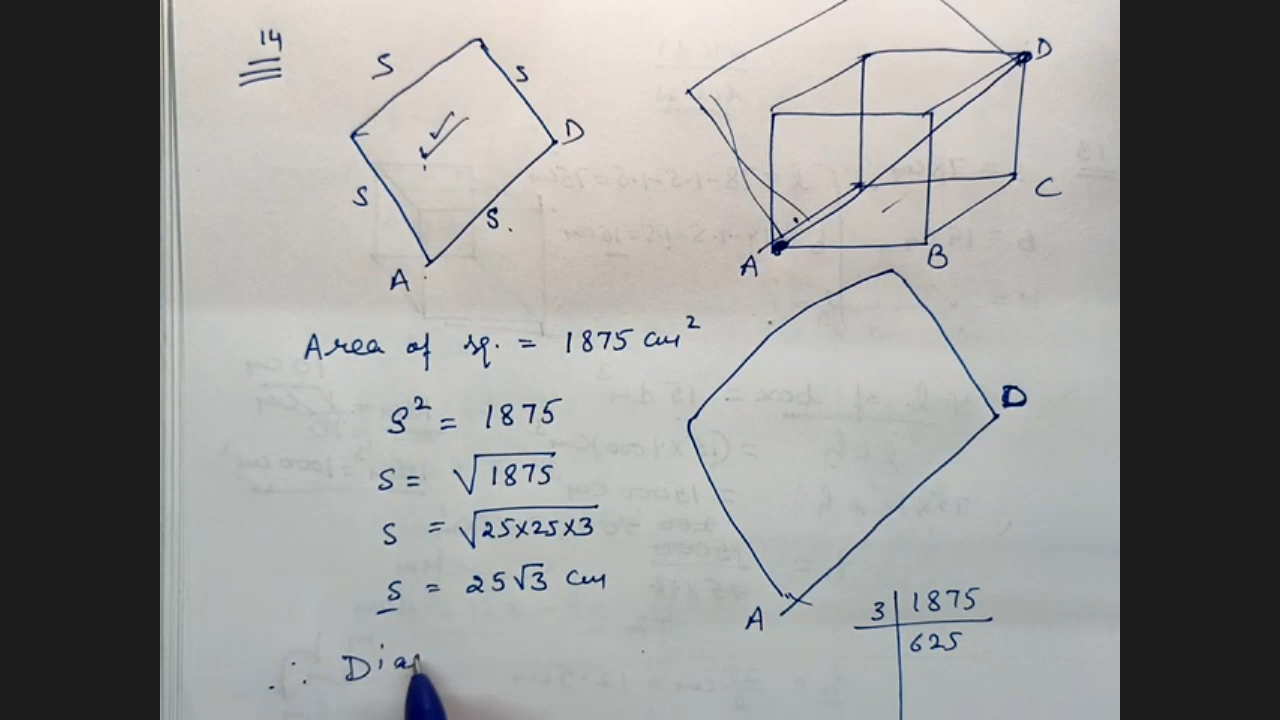 14
S
S
D
S
S.
A
D
C
B
A
Area of sq. = 1875 cm²
S² = 1875
S = √1875
S = √25×25×3
S = 25√3 cm
∴ Dia
D
A
3 | 1875
625